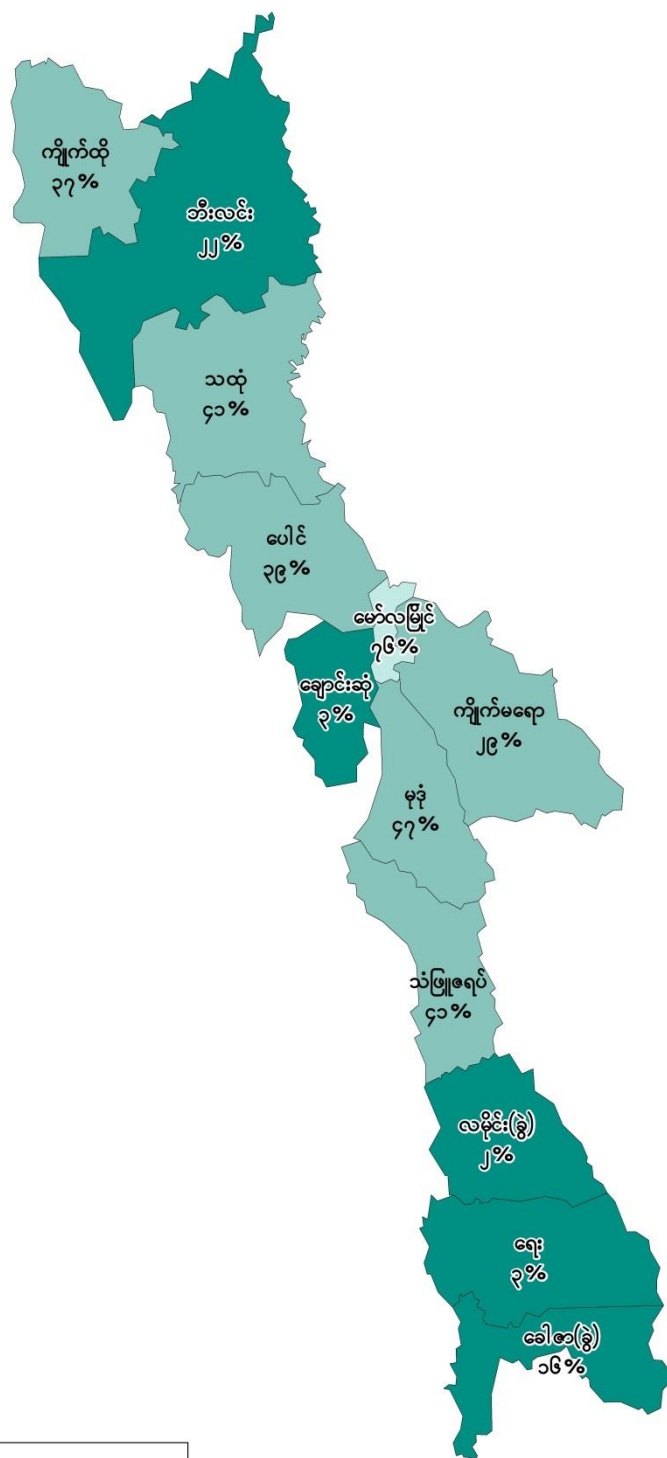 ကျိုက်ထို
၃၇%
ဘီးလင်း
၂၂%
သထုံ
၄၁%
ပေါင်
၃၉%
မော်လမြိုင်
၇၆%
ချောင်းဆုံ
၃%
ကျိုက်မရော
၂၉%
မုဒုံ
၄၇%
သံဖြူဇရပ်
၄၁%
လမိုင်း(ခွဲ)
၂%
ရေး
၃%
ခေါဇာ(ခွဲ)
၁၆%